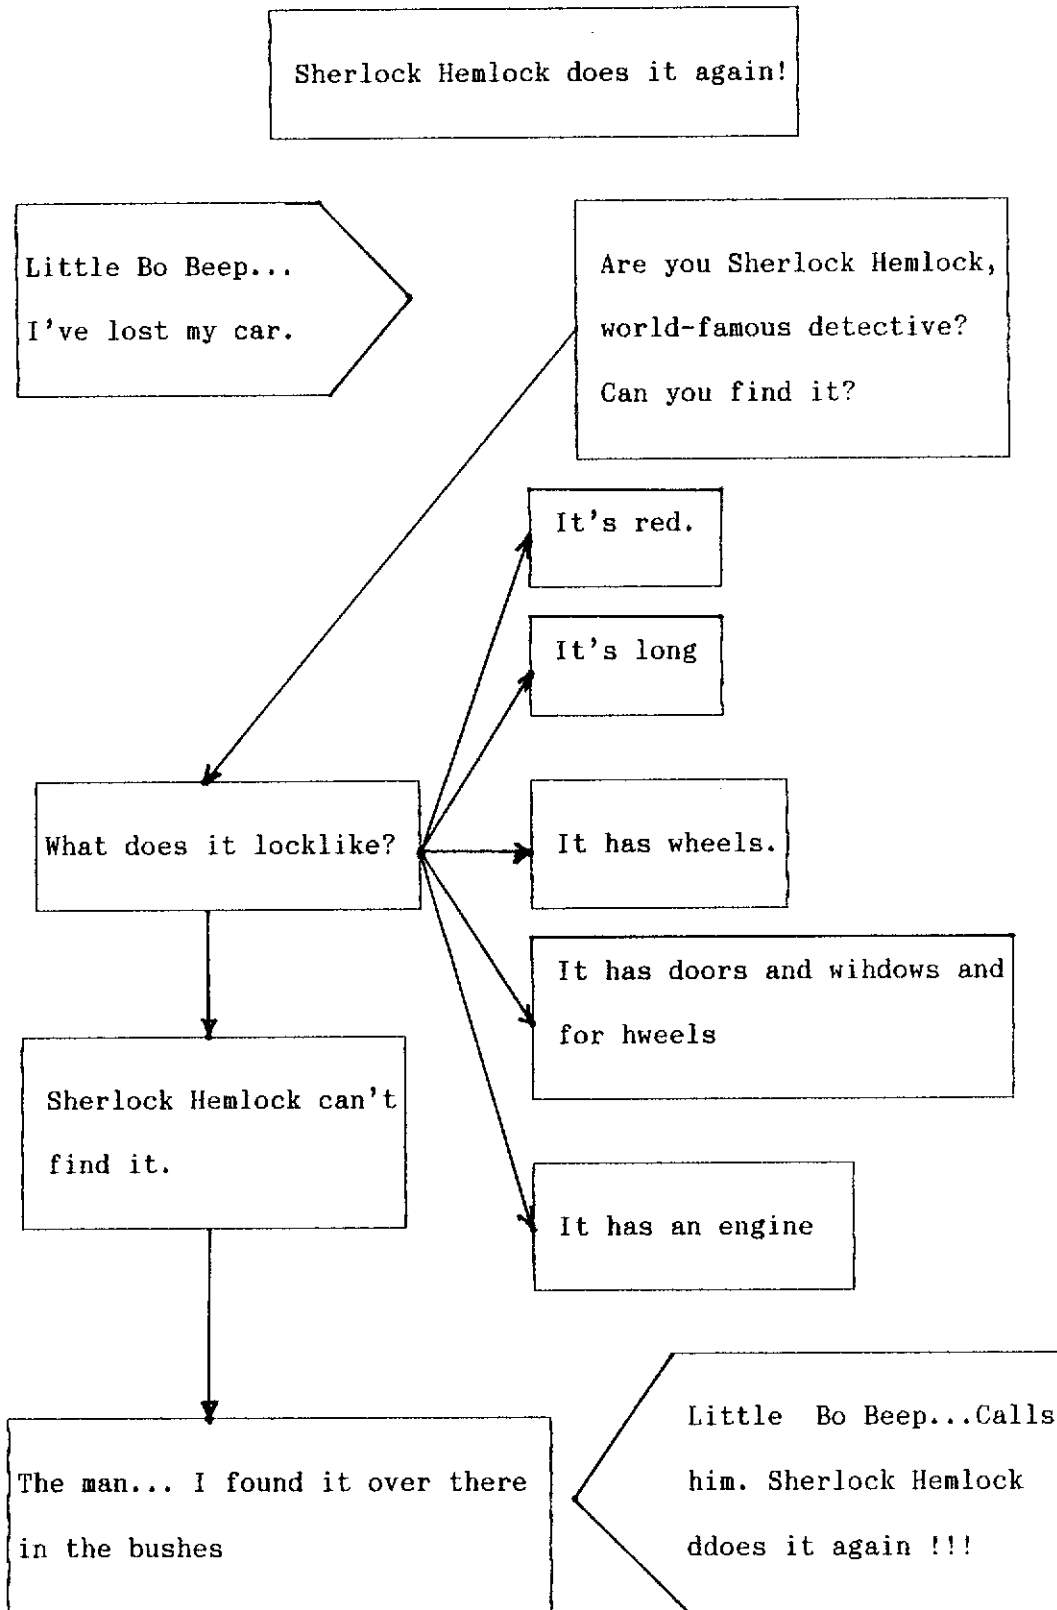 Sherlock Hemlock does it again!
Little Bo Beep...
I've lost my car.
Are you Sherlock Hemlock,
world-famous detective?
Can you find it?
It's red.
It's long
What does it locklike?
It has wheels.
It has doors and wihdows and
for hweels
Sherlock Hemlock can't
find it.
It has an engine
The man... I found it over there
in the bushes
Little Bo Beep...Calls
him. Sherlock Hemlock
ddoes it again !!!